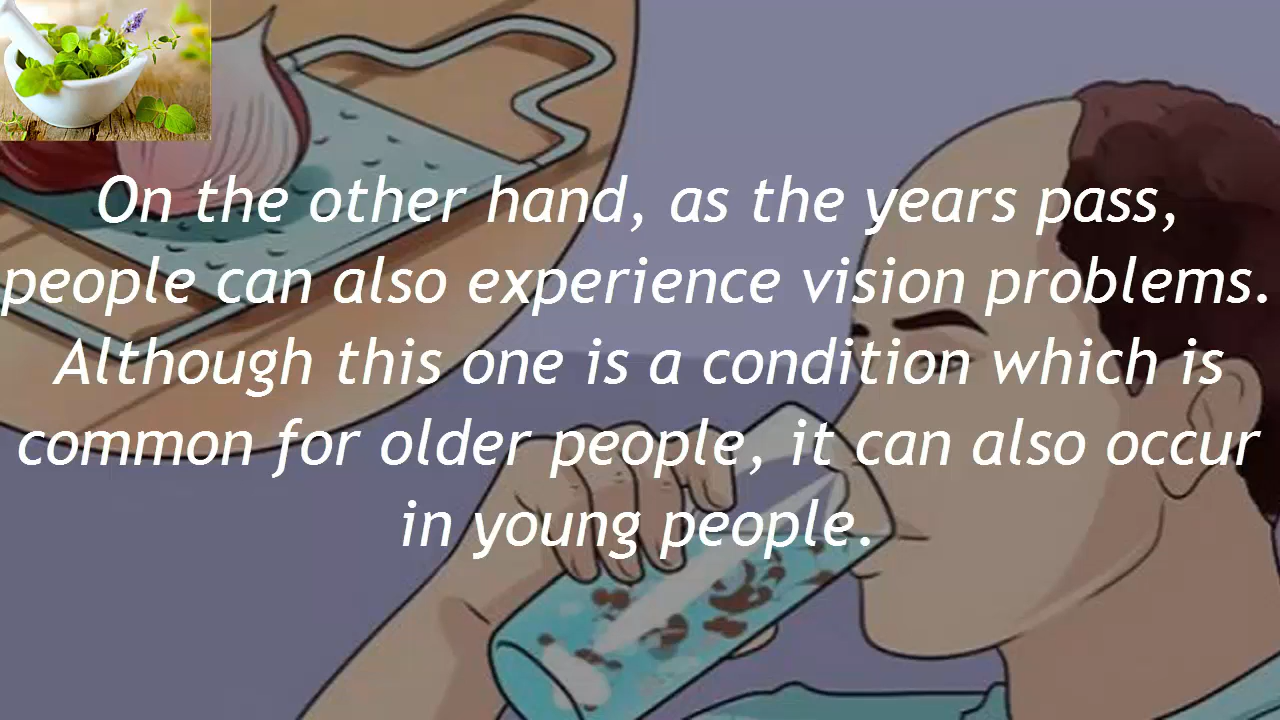 On the other hand, as the years pass,
people can also experience vision problems.
Although this one is a condition which is
common for older people, it can also occur
in young people.